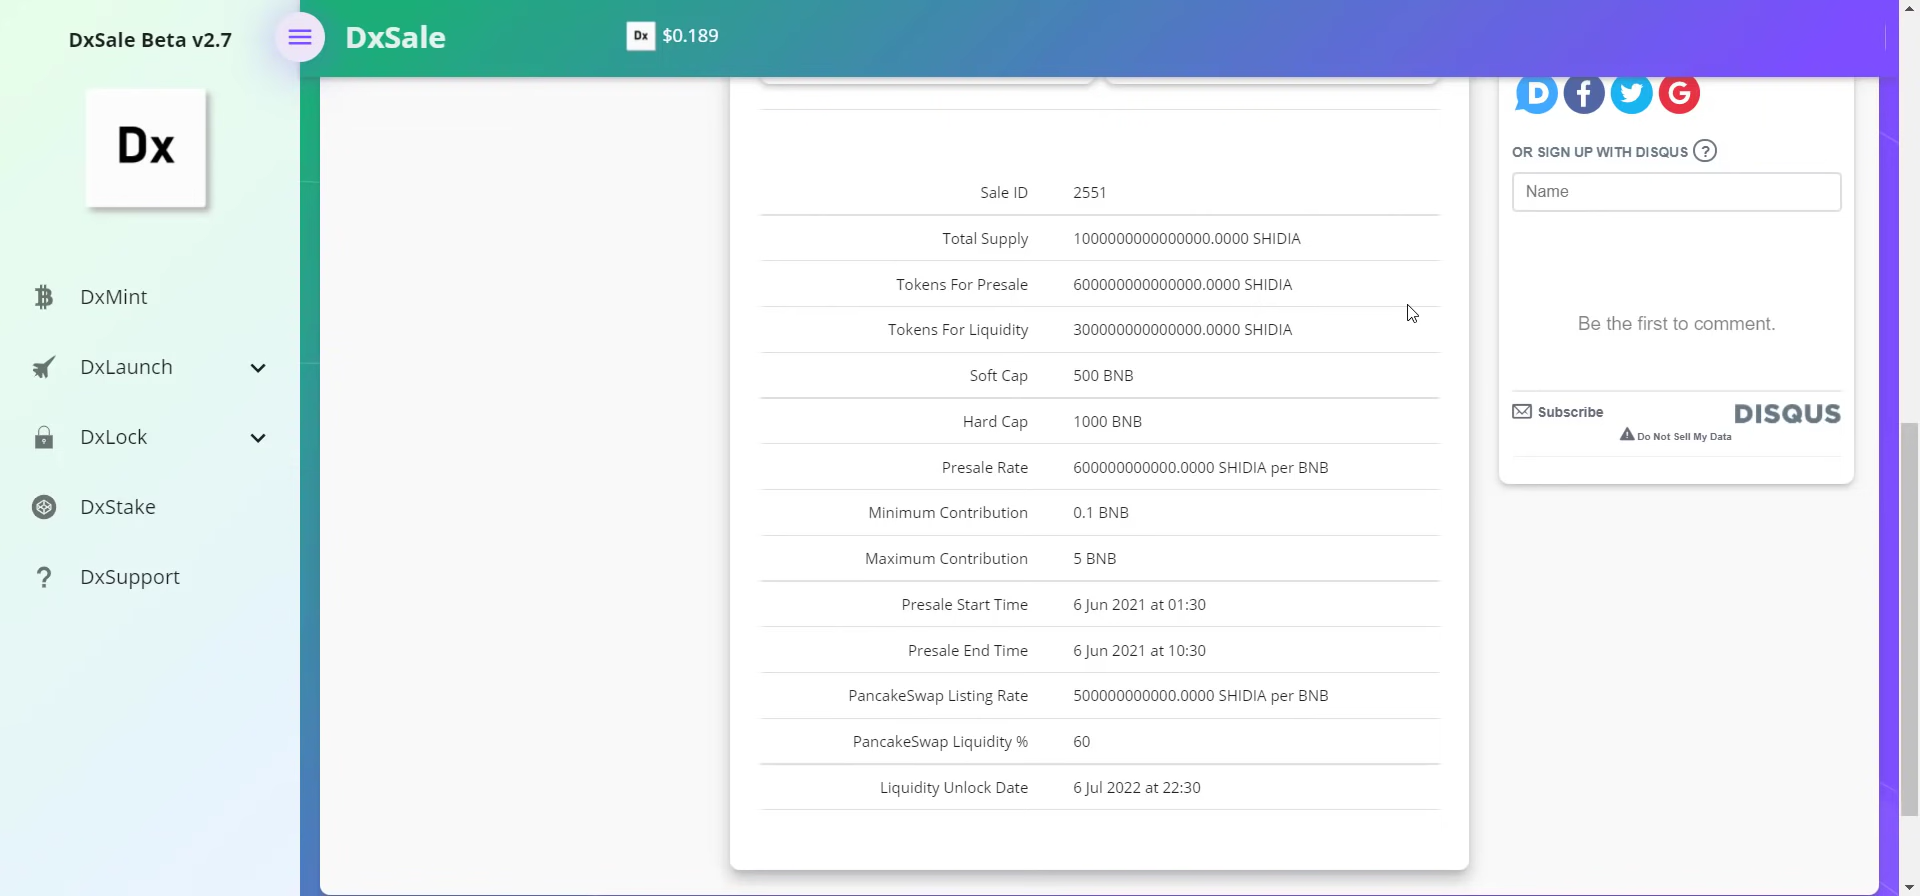 DxSale Beta v2.7
DxSale
Dx $0.189
Dx
DxMint
DxLaunch
DxLock
DxStake
DxSupport
Sale ID 2551
Total Supply 1000000000000000.0000 SHIDIA
Tokens For Presale 600000000000000.0000 SHIDIA
Tokens For Liquidity 300000000000000.0000 SHIDIA
Soft Cap 500 BNB
Hard Cap 1000 BNB
Presale Rate 600000000000.0000 SHIDIA per BNB
Minimum Contribution 0.1 BNB
Maximum Contribution 5 BNB
Presale Start Time 6 Jun 2021 at 01:30
Presale End Time 6 Jun 2021 at 10:30
PancakeSwap Listing Rate 500000000000.0000 SHIDIA per BNB
PancakeSwap Liquidity % 60
Liquidity Unlock Date 6 Jul 2022 at 22:30
D f G
OR SIGN UP WITH DISQUS ?
Name
Be the first to comment.
Subscribe DISQUS
Do Not Sell My Data